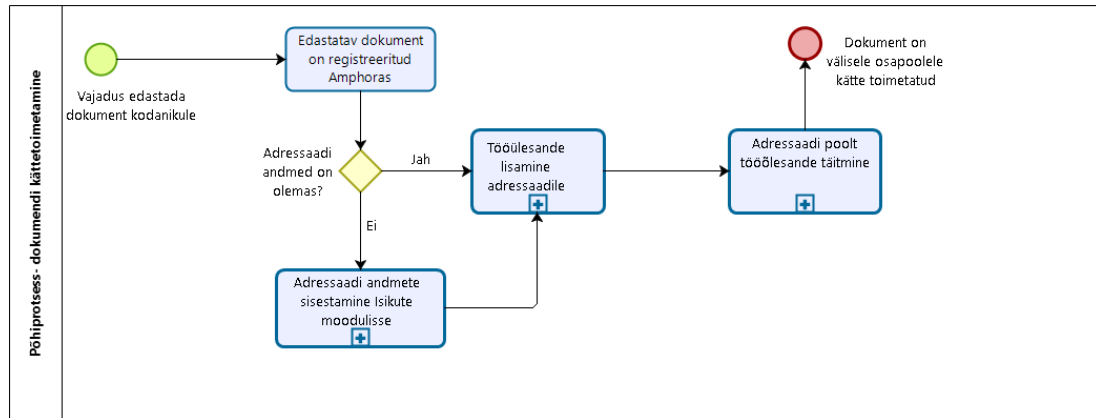 Põhiprotsess- dokumendi kättetoimetamine
Vajadus edastada
dokument kodanikule
Edastatav dokument
on registreeritud
Amphoras
Adressaadi
andmed on
olemas?
Jah
Ei
Adressaadi andmete
sisestamine Isikute
moodulisse
Tööülesande
lisamine
adressaadile
Adressaadi poolt
tööõlesande täitmine
Dokument on
välisele osapoolele
kätte toimetatud